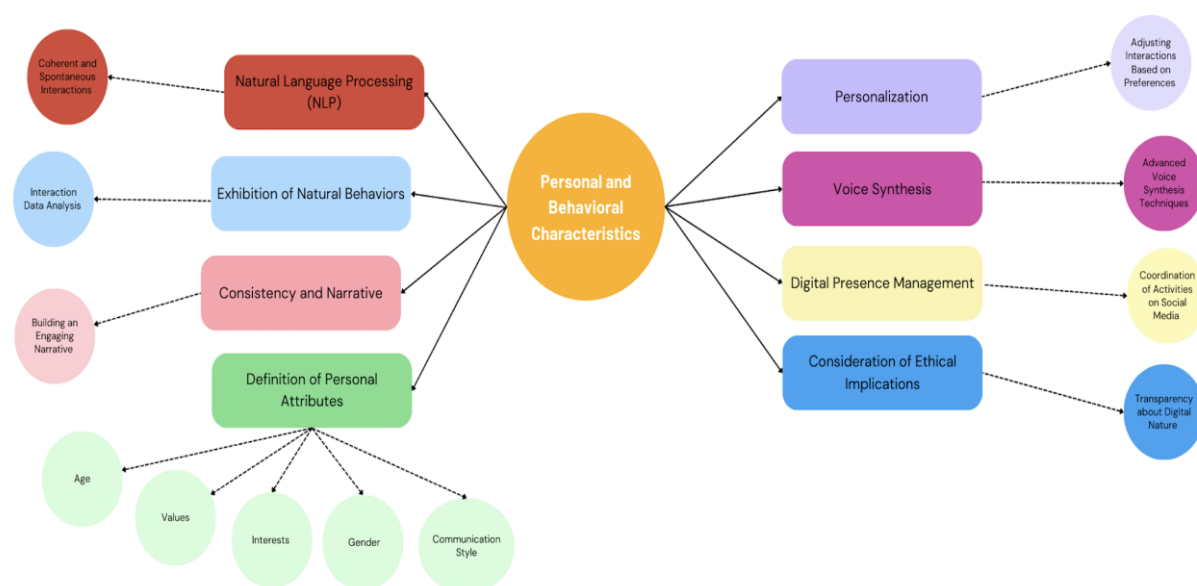 Coherent and
Spontaneous
Interactions
Natural Language Processing
(NLP)
Interaction
Data Analysis
Exhibition of Natural Behaviors
Building an
Engaging
Narrative
Consistency and Narrative
Definition of Personal
Attributes
Age
Values
Interests
Gender
Communication
Style
Personal and
Behavioral
Characteristics
Personalization
Adjusting
Interactions
Based on
Preferences
Voice Synthesis
Advanced
Voice
Synthesis
Techniques
Digital Presence Management
Coordination
of Activities
on Social
Media
Consideration of Ethical
Implications
Transparency
about Digital
Nature